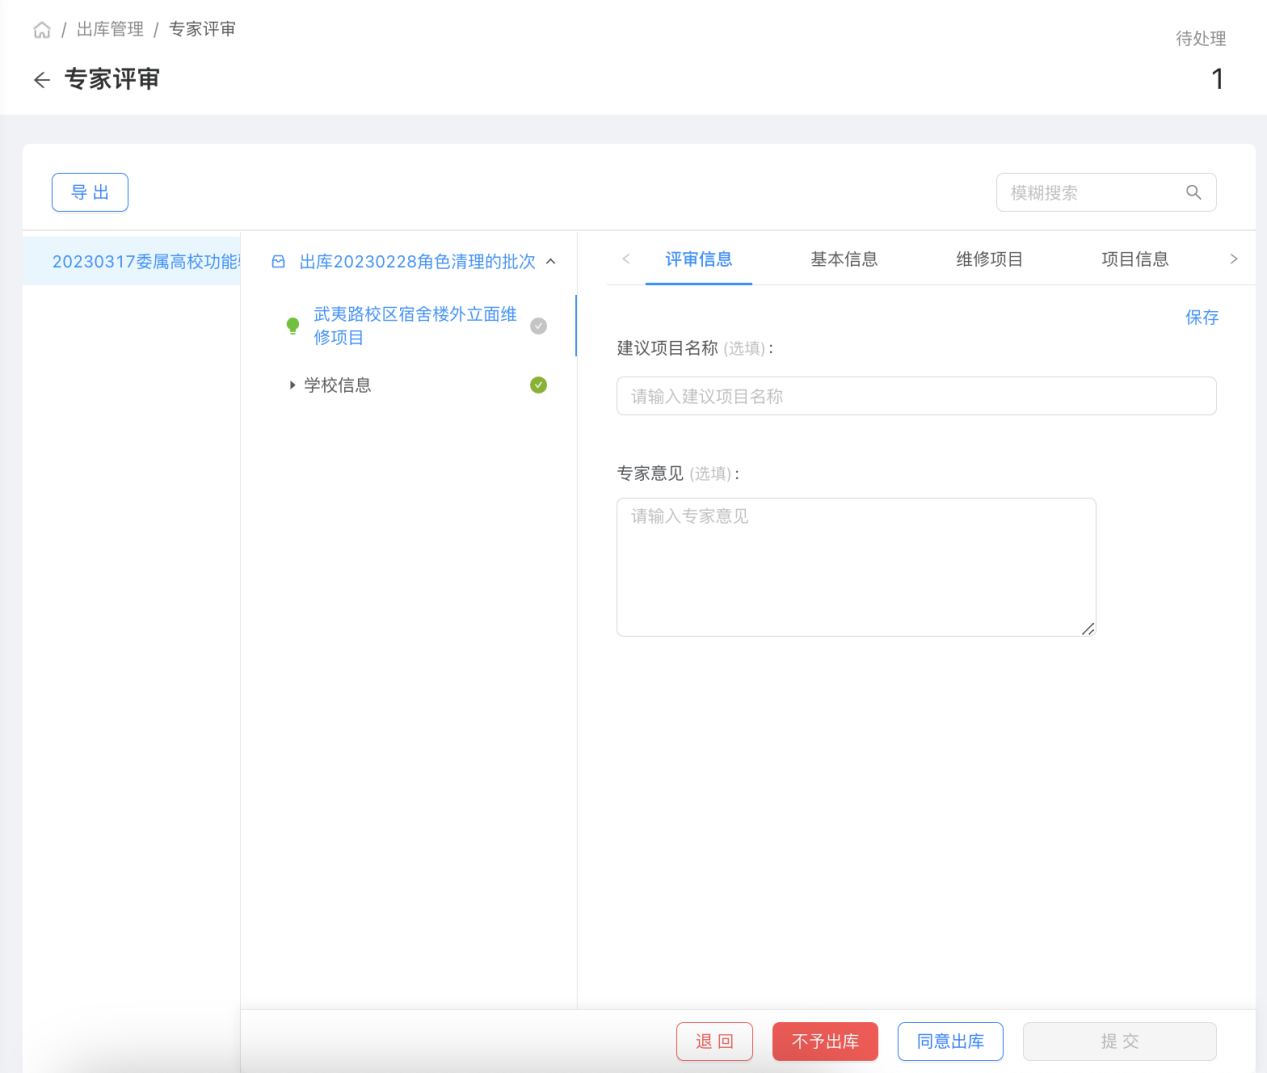 / 出库管理 / 专家评审
待处理
← 专家评审
1
导 出
模糊搜索
20230317委属高校功能
出库20230228角色清理的批次
评审信息
基本信息
维修项目
项目信息
武夷路校区宿舍楼外立面维
修项目
学校信息
保存
建议项目名称 (选填) :
请输入建议项目名称
专家意见 (选填) :
请输入专家意见
退 回
不予出库
同意出库
提 交